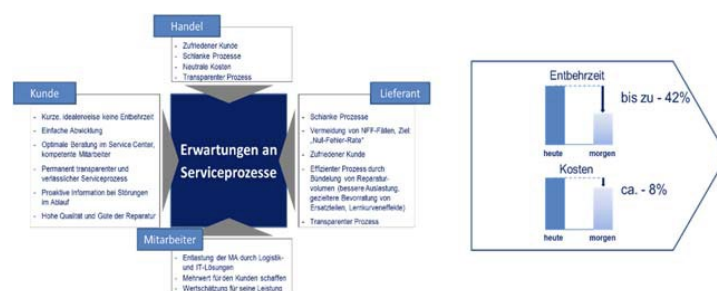 Handel
- Zufriedener Kunde
- Schlanke Prozesse
- Neutrale Kosten
- Transparenter Prozess
Kunde
- Kurze, idealerweise keine Entbehrzeit
- Einfache Abwicklung
- Optimale Beratung im Service-Center,
kompetente Mitarbeiter
- Permanent transparenter und
verlässlicher Serviceprozess
- Proaktive Information bei Störungen
im Ablauf
- Hohe Qualität und Güte der Reparatur
Erwartungen an
Serviceprozesse
Lieferant
- Schlanke Prozesse
- Vermeidung von NFF-Fällen, Ziel
„Null-Fehler-Rate"
- Zufriedener Kunde
- Effizienter Prozess durch
Bündelung von Reparatur-
volumen (bessere Auslastung,
gezieltere Bevorratung von
Ersatzteilen, Lernkurveneffekte)
- Transparenter Prozess
Mitarbeiter
- Entlastung der MA durch Logistik-
und IT-Lösungen
- Mehrwert für den Kunden schaffen
- Wertschätzung für seine Leistung
Entbehrzeit
bis zu - 42%
heute morgen
Kosten
ca. - 8%
heute morgen